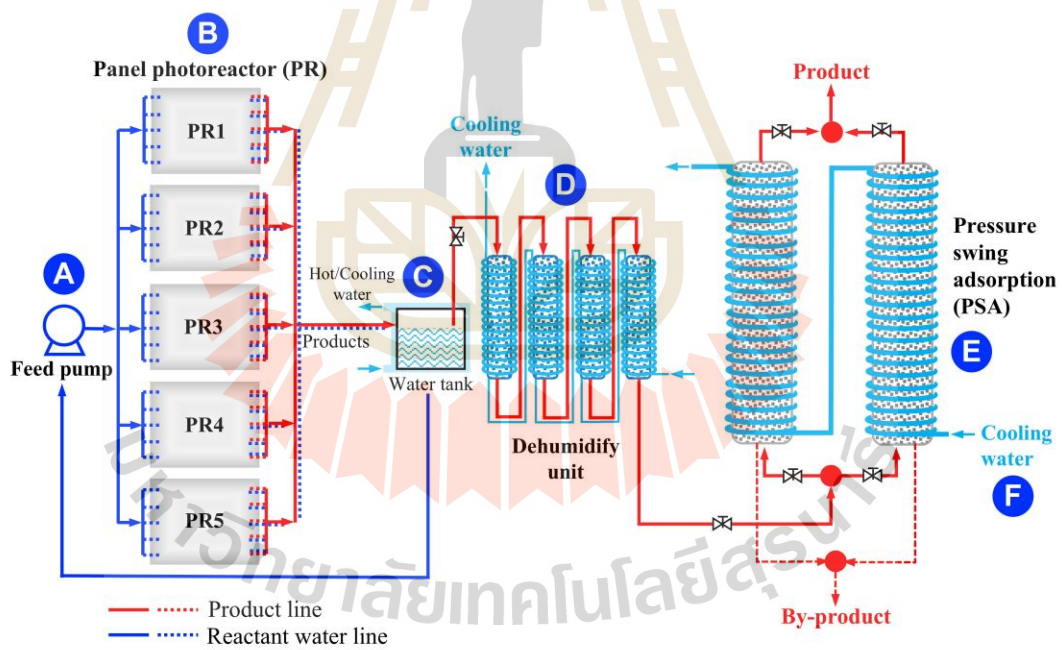 B
Panel photoreactor (PR)
PR1
PR2
PR3
PR4
PR5
A
Feed pump
Hot/Cooling
water
C
Products
Water tank
Cooling
water
D
Dehumidify
unit
Product
Pressure
swing
adsorption
(PSA)
E
Cooling
water
F
By-product
มหาวิทยาลัยเทคโนโลยีสุรนารี
Product line
Reactant water line